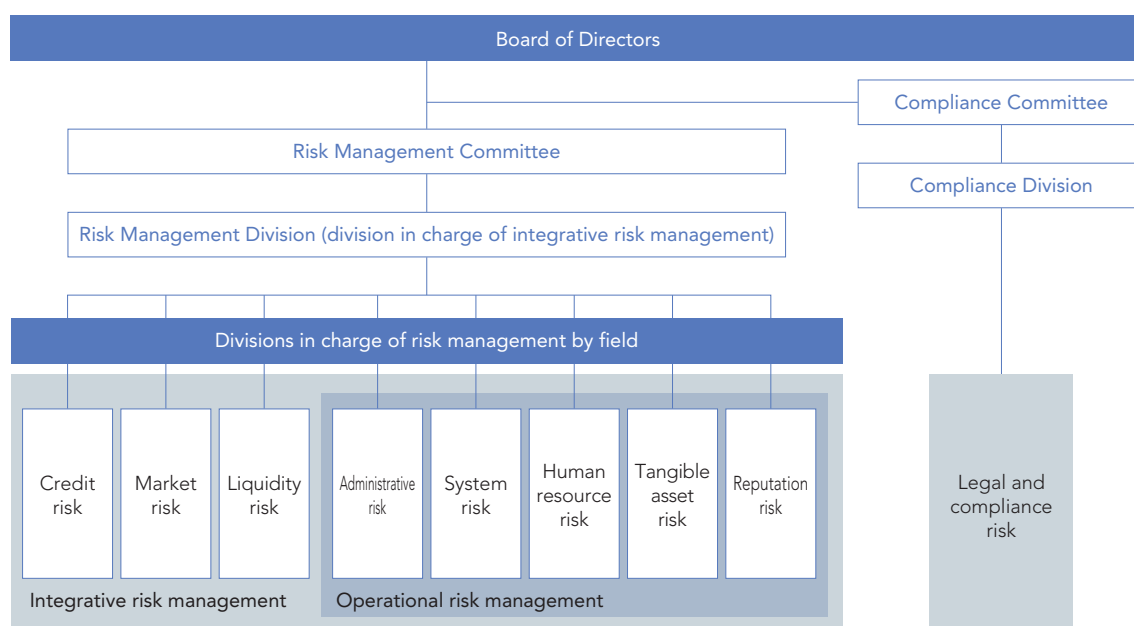 Board of Directors
Compliance Committee
Risk Management Committee
Compliance Division
Risk Management Division (division in charge of integrative risk management)
Divisions in charge of risk management by field
Credit
risk
Market
risk
Liquidity
risk
Administrative
risk
System
risk
Human
resource
risk
Tangible
asset
risk
Reputation
risk
Legal and
compliance
risk
Integrative risk management
Operational risk management